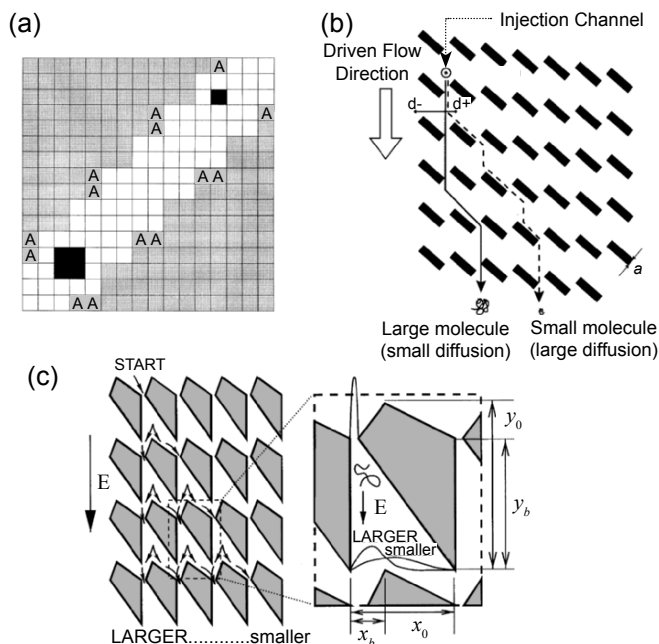 (a)
A
A
A
A
A
A A
A
A
A
A A
A
A A
(b)
Injection Channel
Driven Flow
Direction
d-
d+
a
Large molecule
(small diffusion)
Small molecule
(large diffusion)
(c)
START
E
LARGER............smaller
E
LARGER
smaller
y0
yb
xb
x0